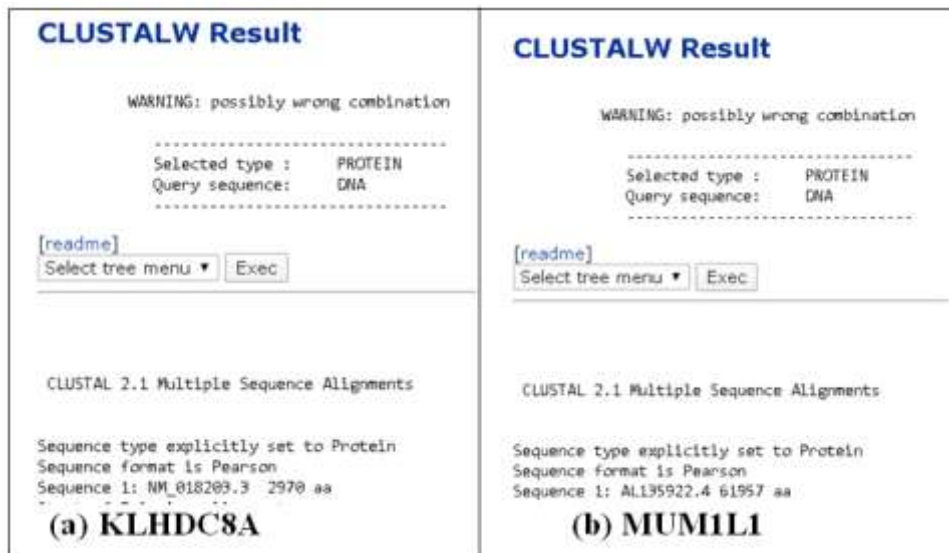 CLUSTALW Result
WARNING: possibly wrong combination
---------------------------------
Selected type : PROTEIN
Query sequence: DNA
---------------------------------
[readme]
Select tree menu ▼ Exec
CLUSTAL 2.1 Multiple Sequence Alignments
Sequence type explicitly set to Protein
Sequence format is Pearson
Sequence 1: NM_018203.3 2970 aa
(a) KLHDC8A
CLUSTALW Result
WARNING: possibly wrong combination
--------------------------------
Selected type : PROTEIN
Query sequence: DNA
--------------------------------
[readme]
Select tree menu ▼ Exec
CLUSTAL 2.1 Multiple Sequence Alignments
Sequence type explicitly set to Protein
Sequence format is Pearson
Sequence 1: AL135922.4 61957 aa
(b) MUM1L1